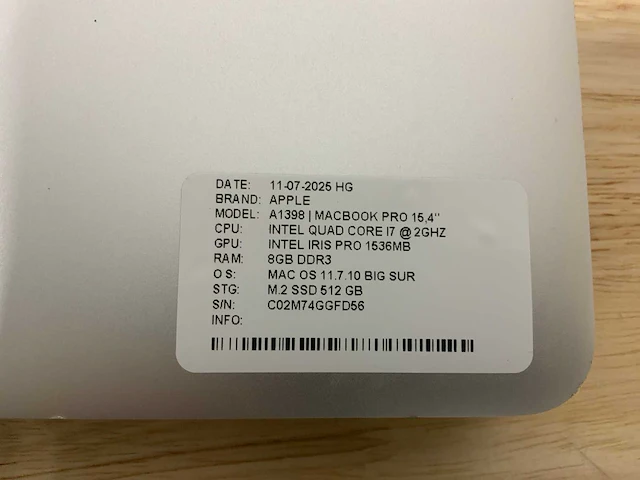 DATE: 11-07-2025 HG
BRAND: APPLE
MODEL: A1398 | MACBOOK PRO 15,4''
CPU: INTEL QUAD CORE I7 @ 2GHZ
GPU: INTEL IRIS PRO 1536MB
RAM: 8GB DDR3
OS: MAC OS 11.7.10 BIG SUR
STG: M.2 SSD 512 GB
S/N: C02M74GGFD56
INFO: